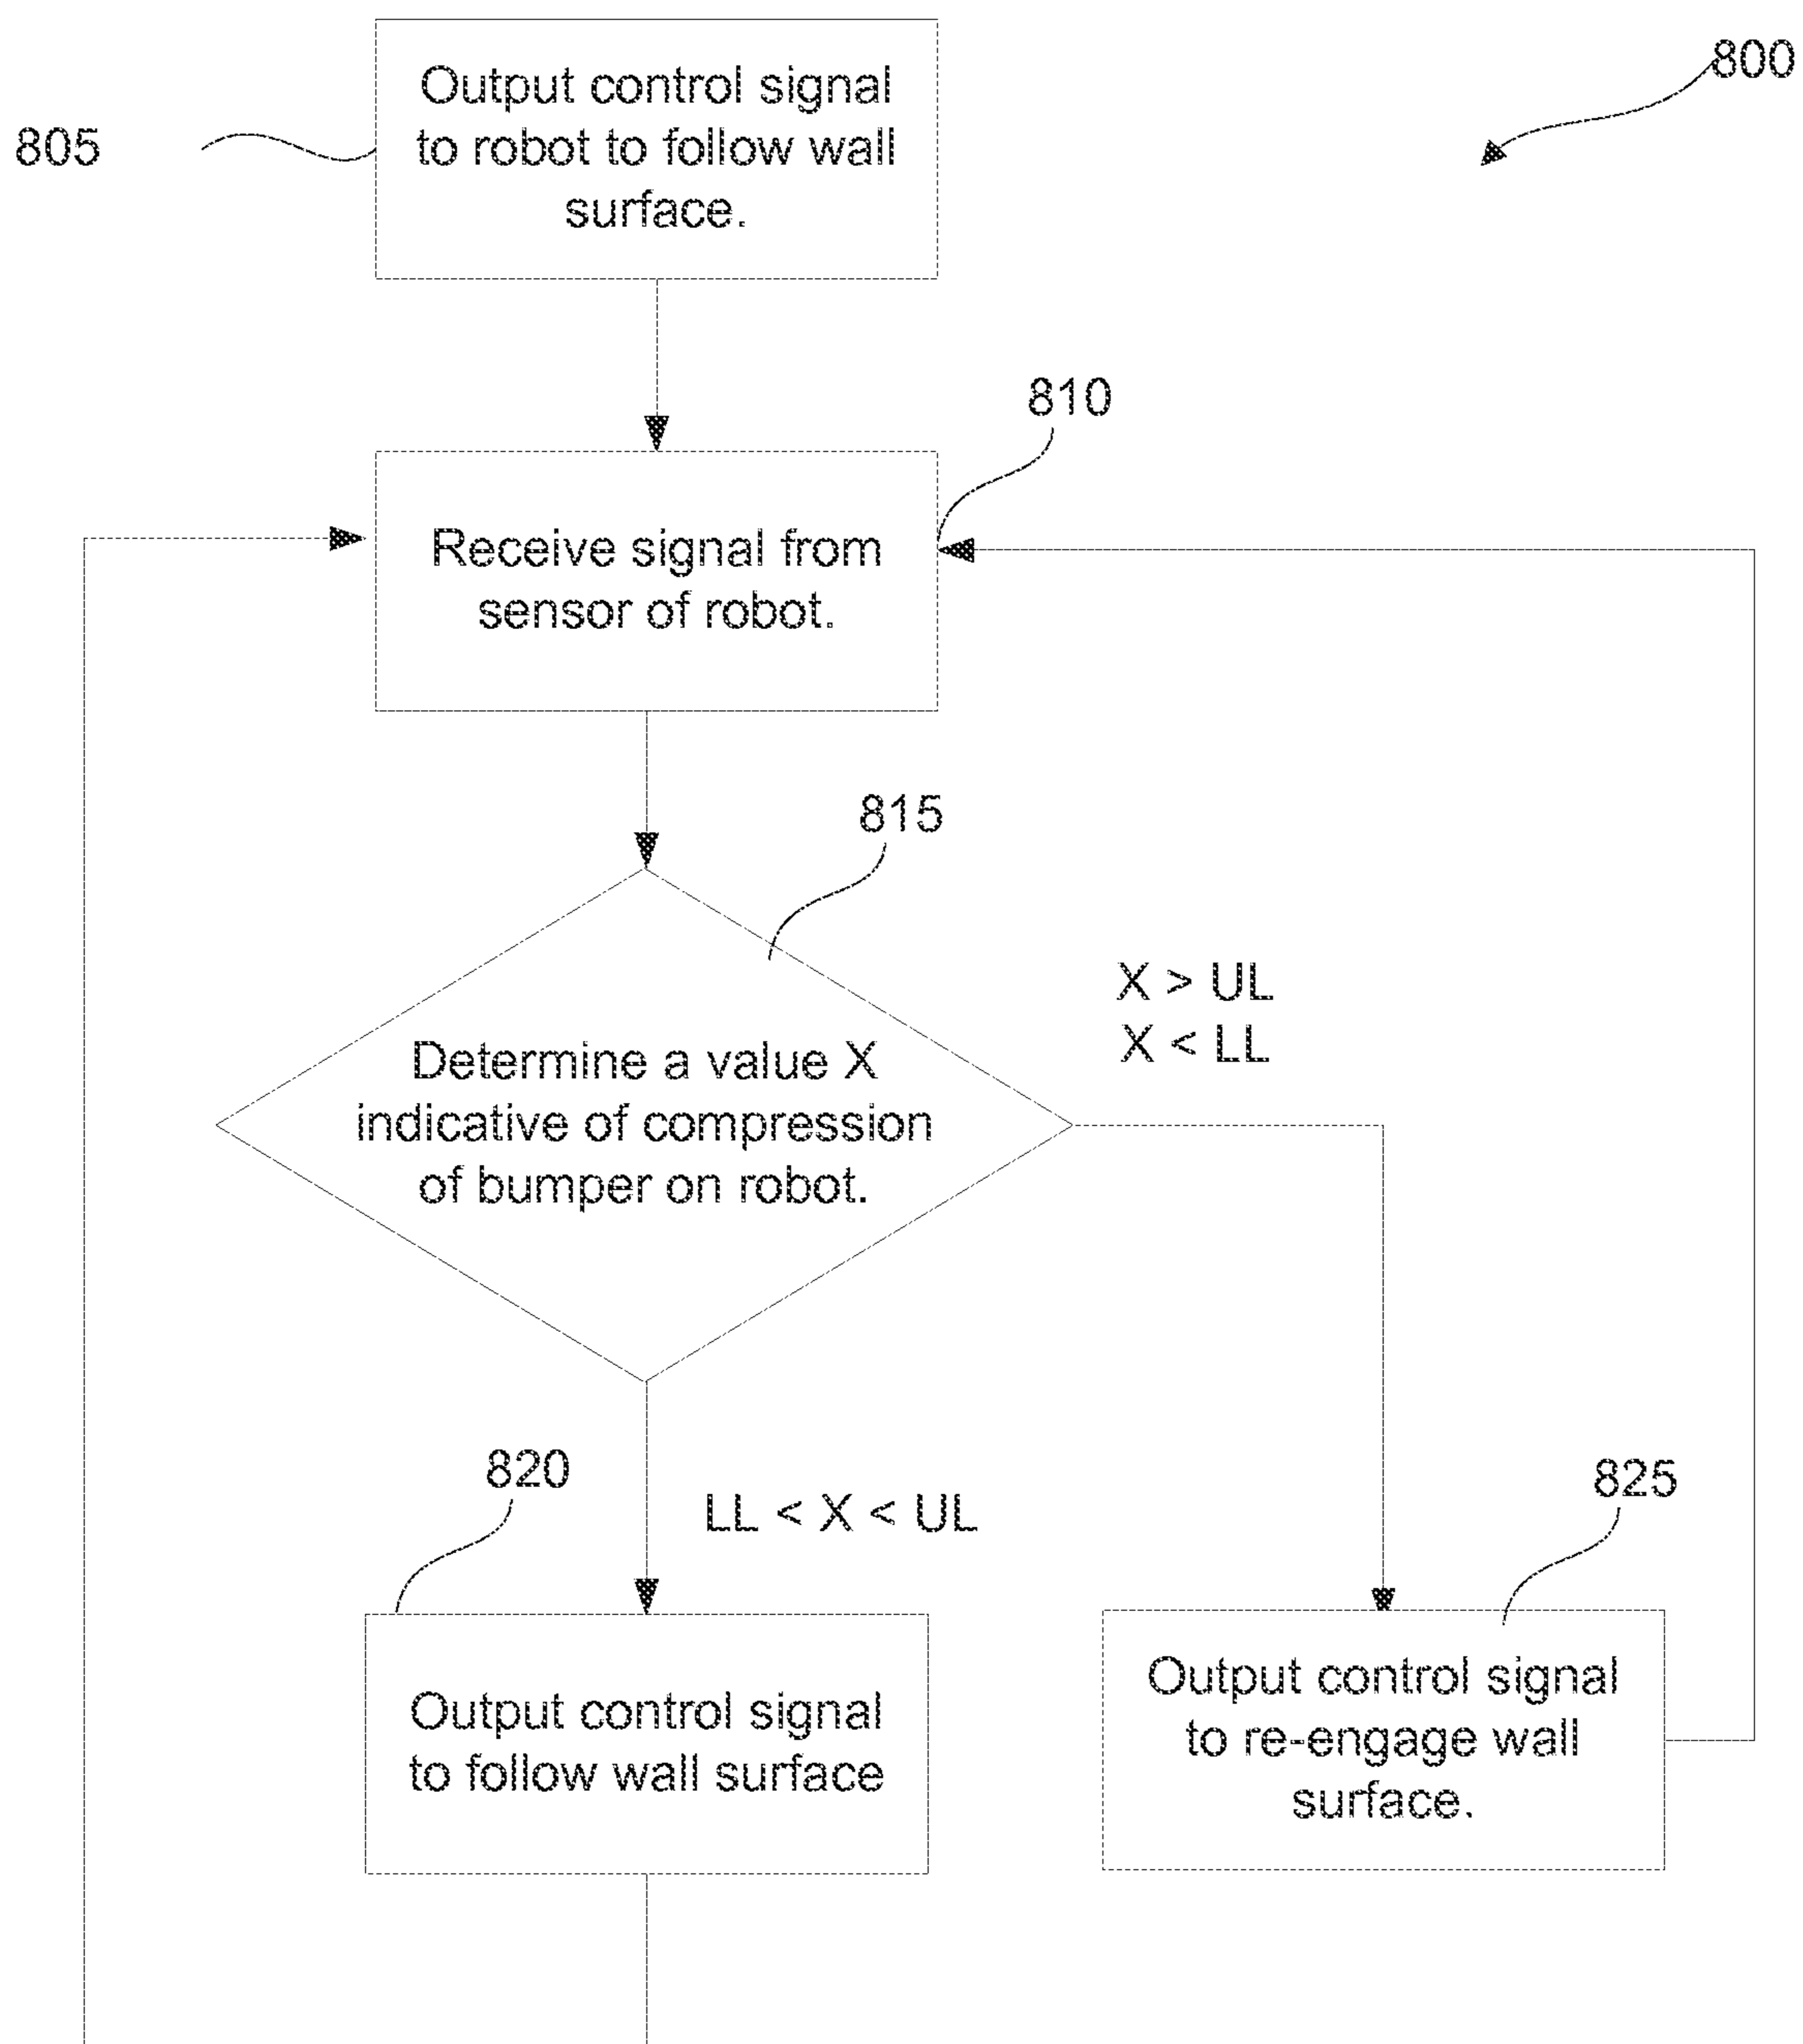 800
Output control signal
to robot to follow wall
surface.
805
810
Receive signal from
sensor of robot.
815
X > UL
X < LL
Determine a value X
indicative of compression
of bumper on robot.
820
LL < X < UL
825
Output control signal
to follow wall surface
Output control signal
to re-engage wall
surface.